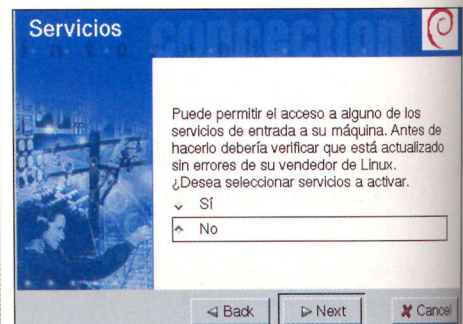 Servicios
connection
Puede permitir el acceso a alguno de los
servicios de entrada a su máquina. Antes de
hacerlo debería verificar que está actualizado
sin errores de su vendedor de Linux.
¿Desea seleccionar servicios a activar.
Sí
No
Back
Next
Cancel